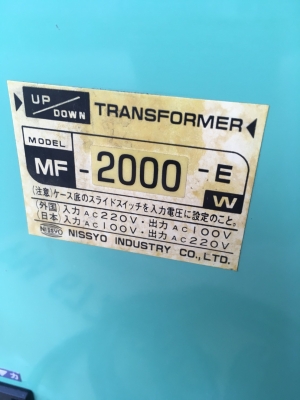 UP/DOWN TRANSFORMER
MODEL
MF-2000-E
W
(注意)ケース底のスライドスイッチを入力電圧に設定のこと。
(外国)入力AC220V・出力AC100V
(日本)入力AC100V・出力AC220V
NISSYO NISSYO INDUSTRY CO.,LTD.